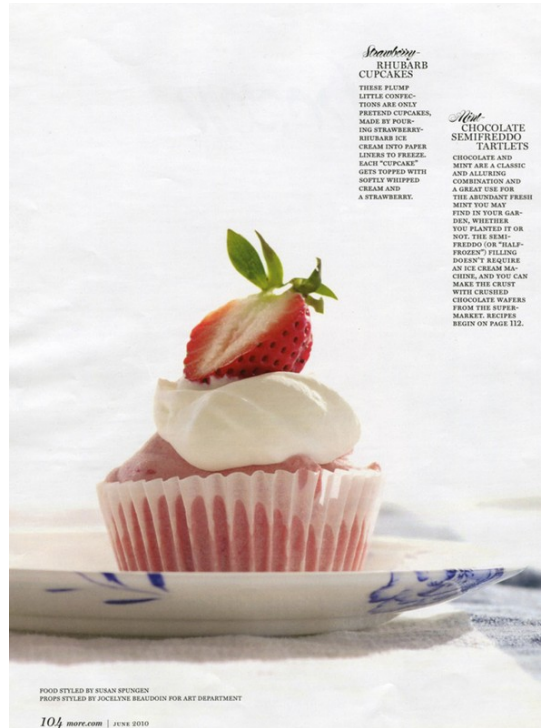 Strawberry-
RHUBARB
CUPCAKES
THESE PLUMP
LITTLE CONFEC-
TIONS ARE ONLY
PRETEND CUPCAKES,
MADE BY POUR-
ING STRAWBERRY-
RHUBARB ICE
CREAM INTO PAPER
LINERS TO FREEZE.
EACH "CUPCAKE"
GETS TOPPED WITH
SOFTLY WHIPPED
CREAM AND
A STRAWBERRY.
Mint-
CHOCOLATE
SEMIFREDDO
TARTLETS
CHOCOLATE AND
MINT ARE A CLASSIC
AND ALLURING
COMBINATION AND
A GREAT USE FOR
THE ABUNDANT FRESH
MINT YOU MAY
FIND IN YOUR GAR-
DEN, WHETHER
YOU PLANTED IT OR
NOT. THE SEMI-
FREDDO (OR "HALF-
FROZEN") FILLING
DOESN'T REQUIRE
AN ICE CREAM MA-
CHINE, AND YOU CAN
MAKE THE CRUST
WITH CRUSHED
CHOCOLATE WAFERS
FROM THE SUPER-
MARKET. RECIPES
BEGIN ON PAGE 112.
FOOD STYLED BY SUSAN SPUNGEN
PROPS STYLED BY JOCELYNE BEAUDOIN FOR ART DEPARTMENT
104 more.com | JUNE 2010